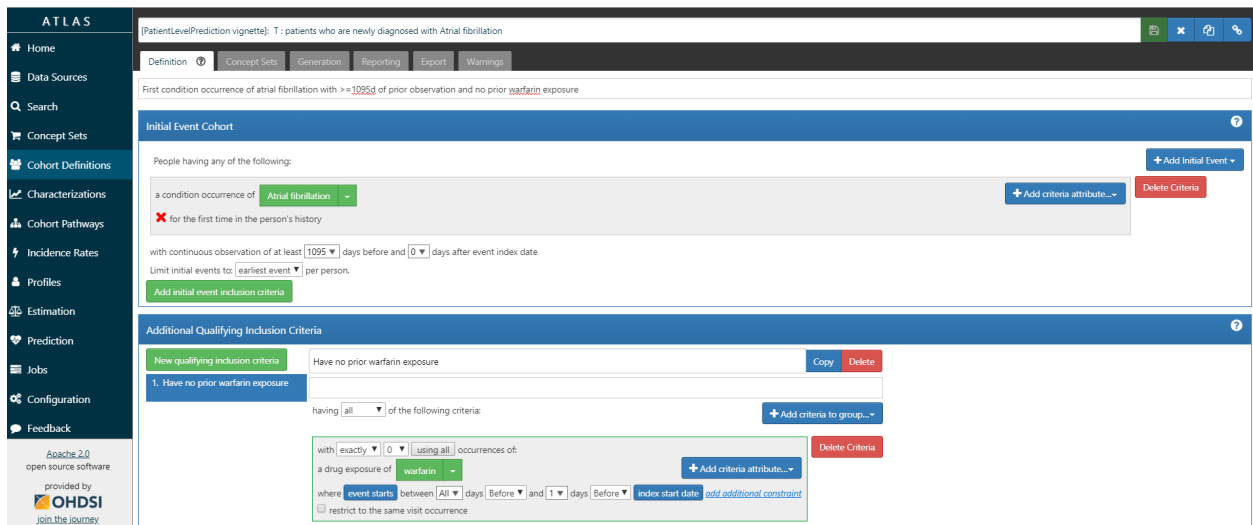 ATLAS
Home
Data Sources
Search
Concept Sets
Cohort Definitions
Characterizations
Cohort Pathways
Incidence Rates
Profiles
Estimation
Prediction
Jobs
Configuration
Feedback
Apache 2.0
open source software
provided by
OHDSI
join the journey
[PatientLevelPrediction vignette]: T : patients who are newly diagnosed with Atrial fibrillation
Definition ? Concept Sets Generation Reporting Export Warnings
First condition occurrence of atrial fibrillation with >=1095d of prior observation and no prior warfarin exposure
Initial Event Cohort ?
People having any of the following: + Add Initial Event
a condition occurrence of Atrial fibrillation + Add criteria attribute... Delete Criteria
for the first time in the person's history
with continuous observation of at least 1095 days before and 0 days after event index date
Limit initial events to: earliest event per person.
Add initial event inclusion criteria
Additional Qualifying Inclusion Criteria ?
New qualifying inclusion criteria Have no prior warfarin exposure Copy Delete
1. Have no prior warfarin exposure
having all of the following criteria: + Add criteria to group...
with exactly 0 using all occurrences of: Delete Criteria
a drug exposure of warfarin + Add criteria attribute...
where event starts between All days Before and 1 days Before index start date add additional constraint
restrict to the same visit occurrence